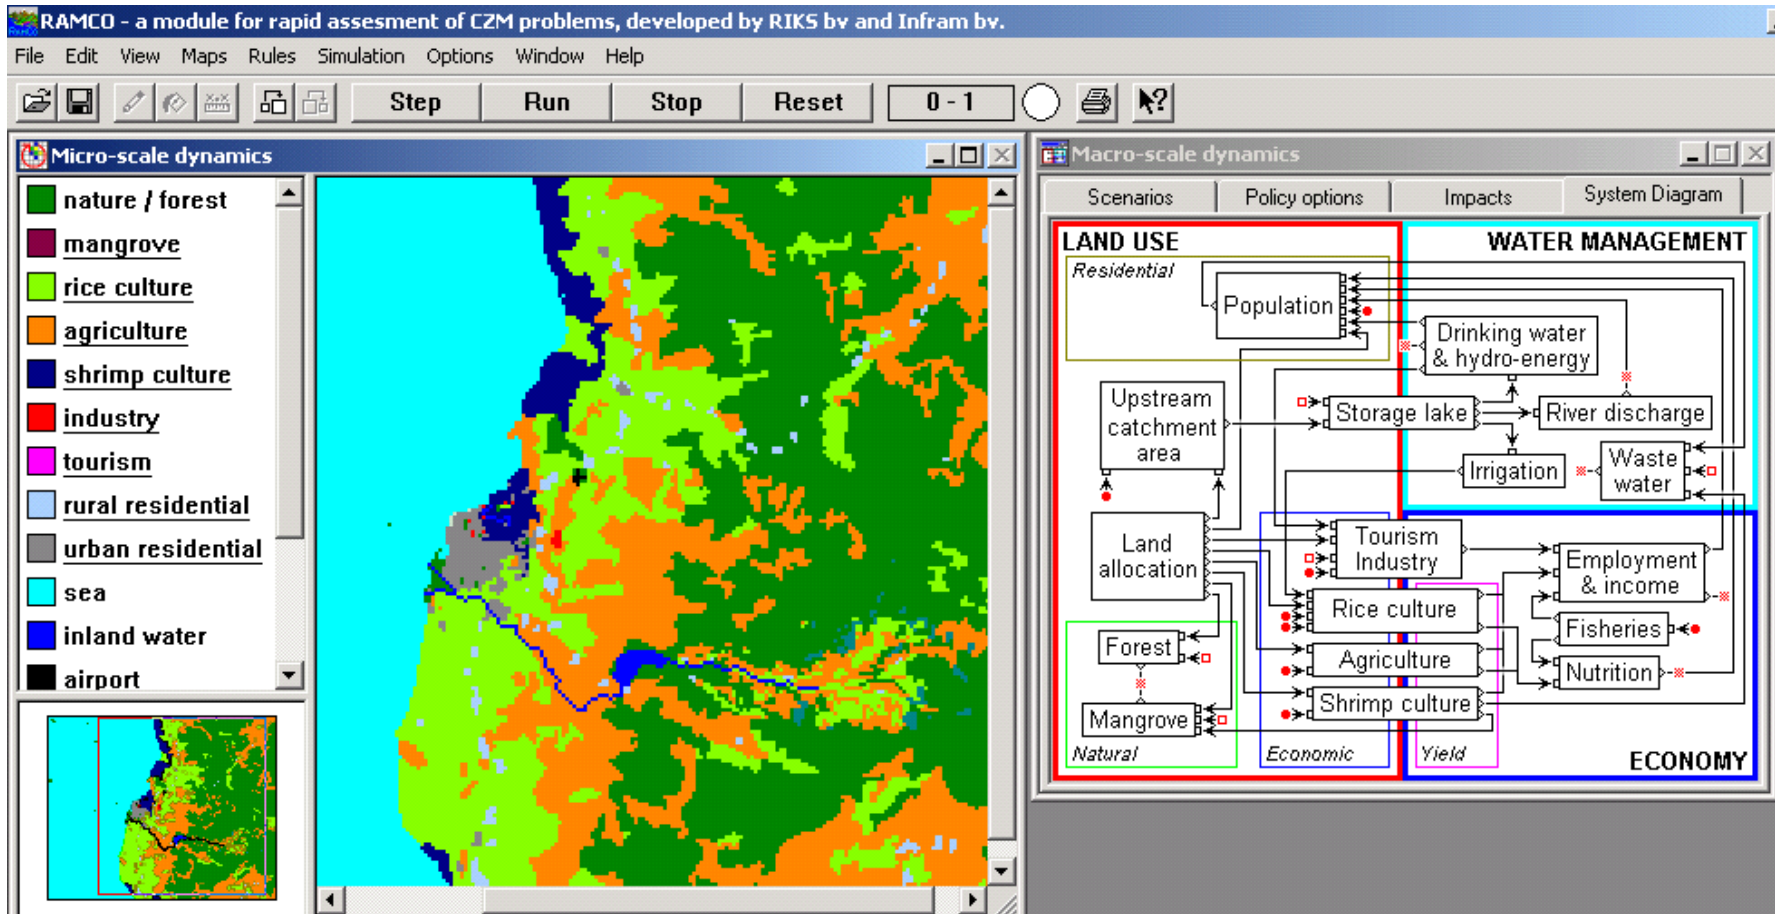 RAMCO - a module for rapid assesment of CZM problems, developed by RIKS bv and Infram bv.
File Edit View Maps Rules Simulation Options Window Help
Step Run Stop Reset 0 - 1
Micro-scale dynamics
nature / forest
mangrove
rice culture
agriculture
shrimp culture
industry
tourism
rural residential
urban residential
sea
inland water
airport
Macro-scale dynamics
Scenarios Policy options Impacts System Diagram
LAND USE
WATER MANAGEMENT
Residential
Population
Drinking water
& hydro-energy
Upstream
catchment
area
Storage lake
River discharge
Irrigation
Waste
water
Land
allocation
Tourism
Industry
Employment
& income
Rice culture
Fisheries
Forest
Agriculture
Nutrition
Mangrove
Shrimp culture
Natural
Economic
Yield
ECONOMY